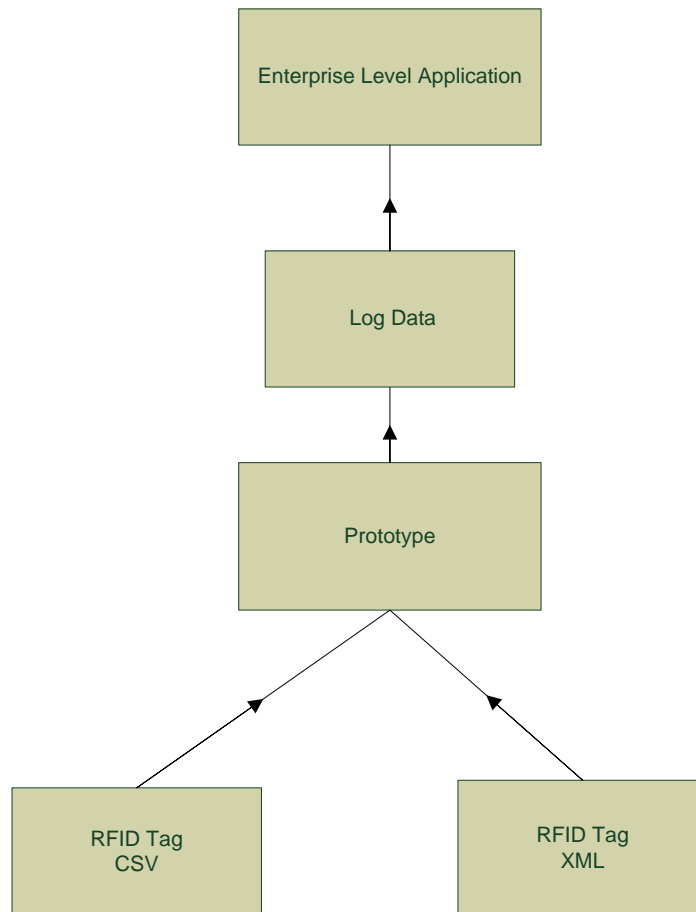 Enterprise Level Application
Log Data
Prototype
RFID Tag
CSV
RFID Tag
XML